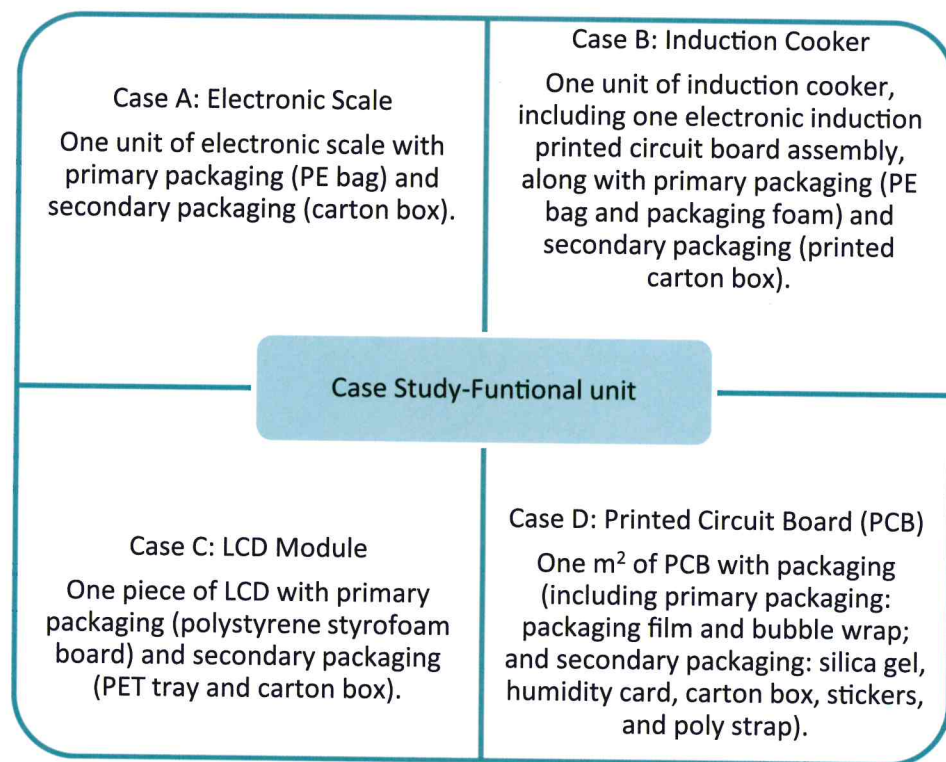 Case A: Electronic Scale
One unit of electronic scale with
primary packaging (PE bag) and
secondary packaging (carton box).
Case B: Induction Cooker
One unit of induction cooker,
including one electronic induction
printed circuit board assembly,
along with primary packaging (PE
bag and packaging foam) and
secondary packaging (printed
carton box).
Case Study-Funtional unit
Case C: LCD Module
One piece of LCD with primary
packaging (polystyrene styrofoam
board) and secondary packaging
(PET tray and carton box).
Case D: Printed Circuit Board (PCB)
One m² of PCB with packaging
(including primary packaging:
packaging film and bubble wrap;
and secondary packaging: silica gel,
humidity card, carton box, stickers,
and poly strap).